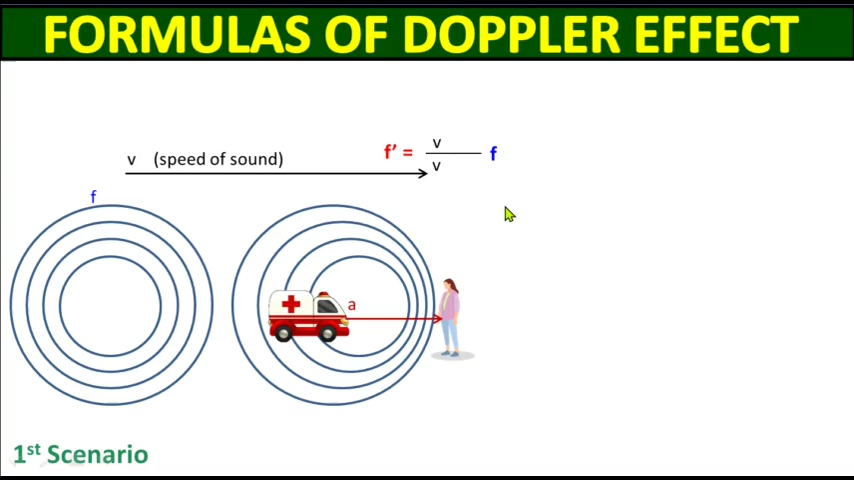 FORMULAS OF DOPPLER EFFECT
v (speed of sound)
f' = v / v f
f
a
1st Scenario